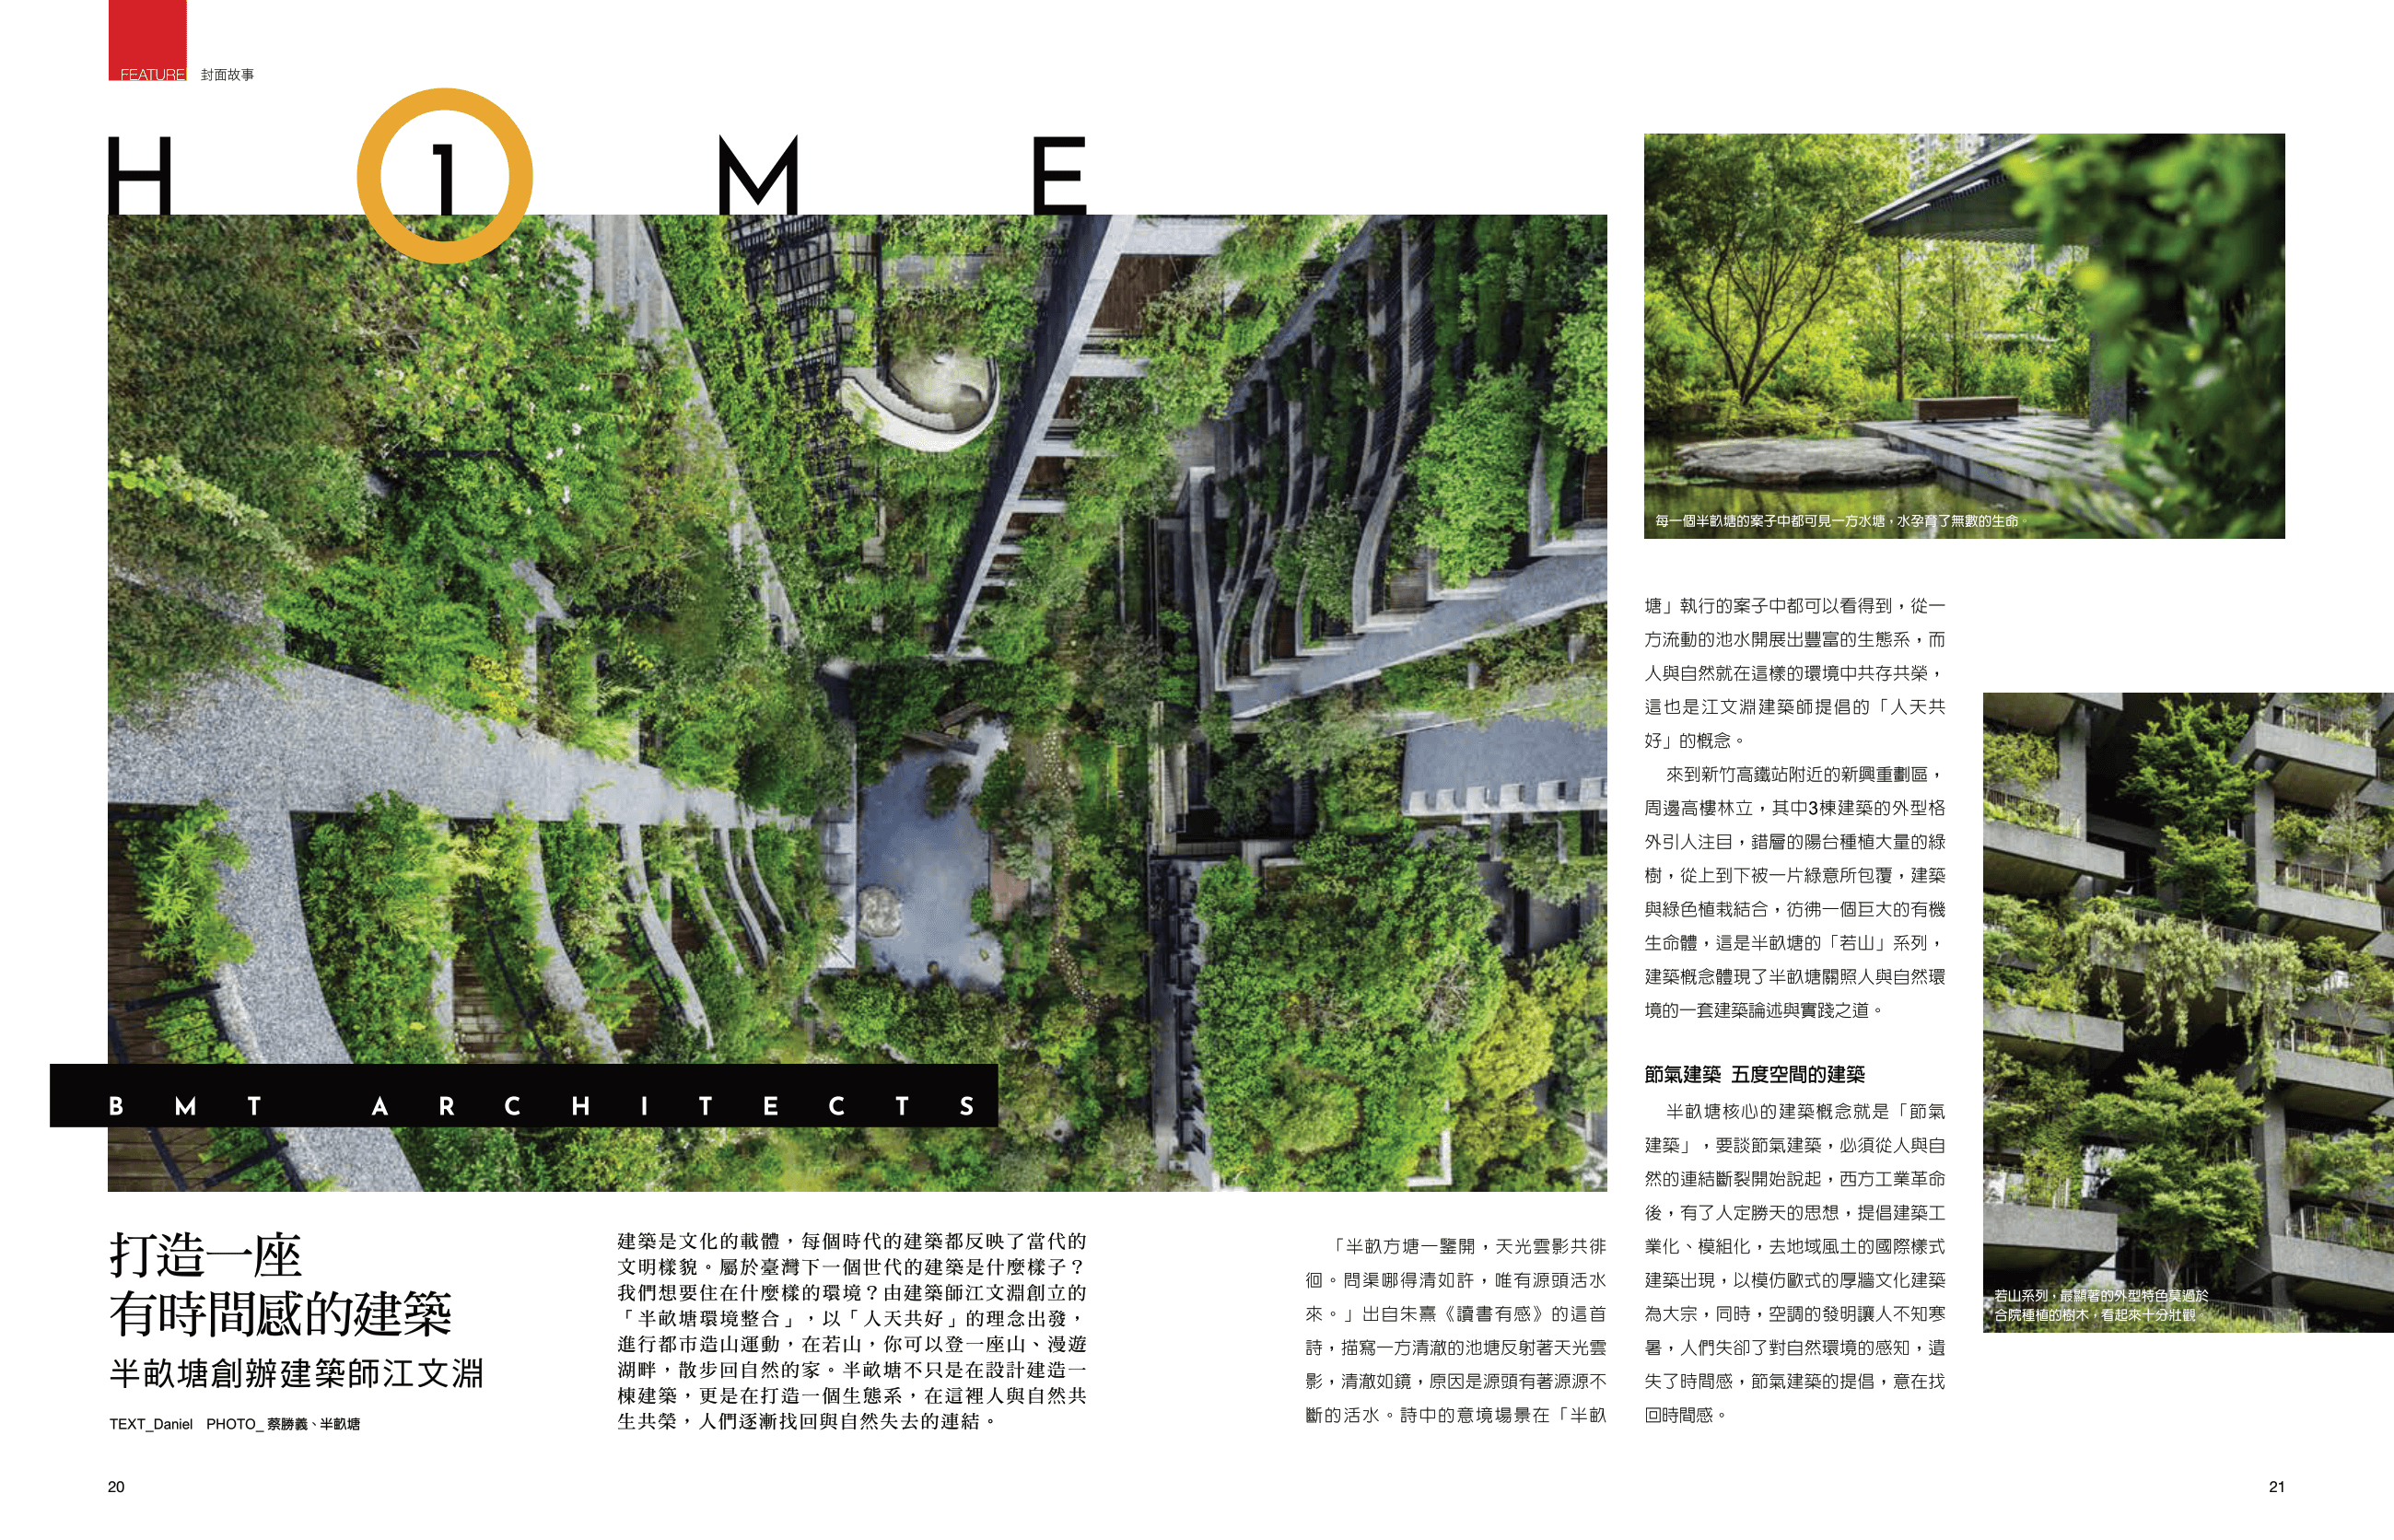 FEATURE 封面故事
H 1 M E
BMT ARCHITECTS
打造一座
有時間感的建築
半畝塘創辦建築師江文淵
TEXT_Daniel PHOTO_蔡勝義、半畝塘
建築是文化的載體，每個時代的建築都反映了當代的
文明樣貌。屬於臺灣下一個世代的建築是什麼樣子？
我們想要住在什麼樣的環境？由建築師江文淵創立的
「半畝塘環境整合」，以「人天共好」的理念出發，
進行都市造山運動，在若山，你可以登一座山、漫遊
湖畔，散步回自然的家。半畝塘不只是在設計建造一
棟建築，更是在打造一個生態系，在這裡人與自然共
生共榮，人們逐漸找回與自然失去的連結。
「半畝方塘一鑒開，天光雲影共徘
徊。問渠哪得清如許，唯有源頭活水
來。」出自朱熹《讀書有感》的這首
詩，描寫一方清澈的池塘反射著天光雲
影，清澈如鏡，原因是源頭有著源源不
斷的活水。詩中的意境場景在「半畝
20
每一個半畝塘的案子中都可見一方水塘，水孕育了無數的生命。
塘」執行的案子中都可以看得到，從一
方流動的池水開展出豐富的生態系，而
人與自然就在這樣的環境中共存共榮，
這也是江文淵建築師提倡的「人天共
好」的概念。
來到新竹高鐵站附近的新興重劃區，
周邊高樓林立，其中3棟建築的外型格
外引人注目，錯層的陽台種植大量的綠
樹，從上到下被一片綠意所包覆，建築
與綠色植栽結合，彷彿一個巨大的有機
生命體，這是半畝塘的「若山」系列，
建築概念體現了半畝塘關照人與自然環
境的一套建築論述與實踐之道。
節氣建築 五度空間的建築
半畝塘核心的建築概念就是「節氣
建築」，要談節氣建築，必須從人與自
然的連結斷裂開始說起，西方工業革命
後，有了人定勝天的思想，提倡建築工
業化、模組化，去地域風土的國際樣式
建築出現，以模仿歐式的厚牆文化建築
為大宗，同時，空調的發明讓人不知寒
暑，人們失卻了對自然環境的感知，遺
失了時間感，節氣建築的提倡，意在找
回時間感。
若山系列，最顯著的外型特色莫過於
合院種植的樹木，看起來十分壯觀
21